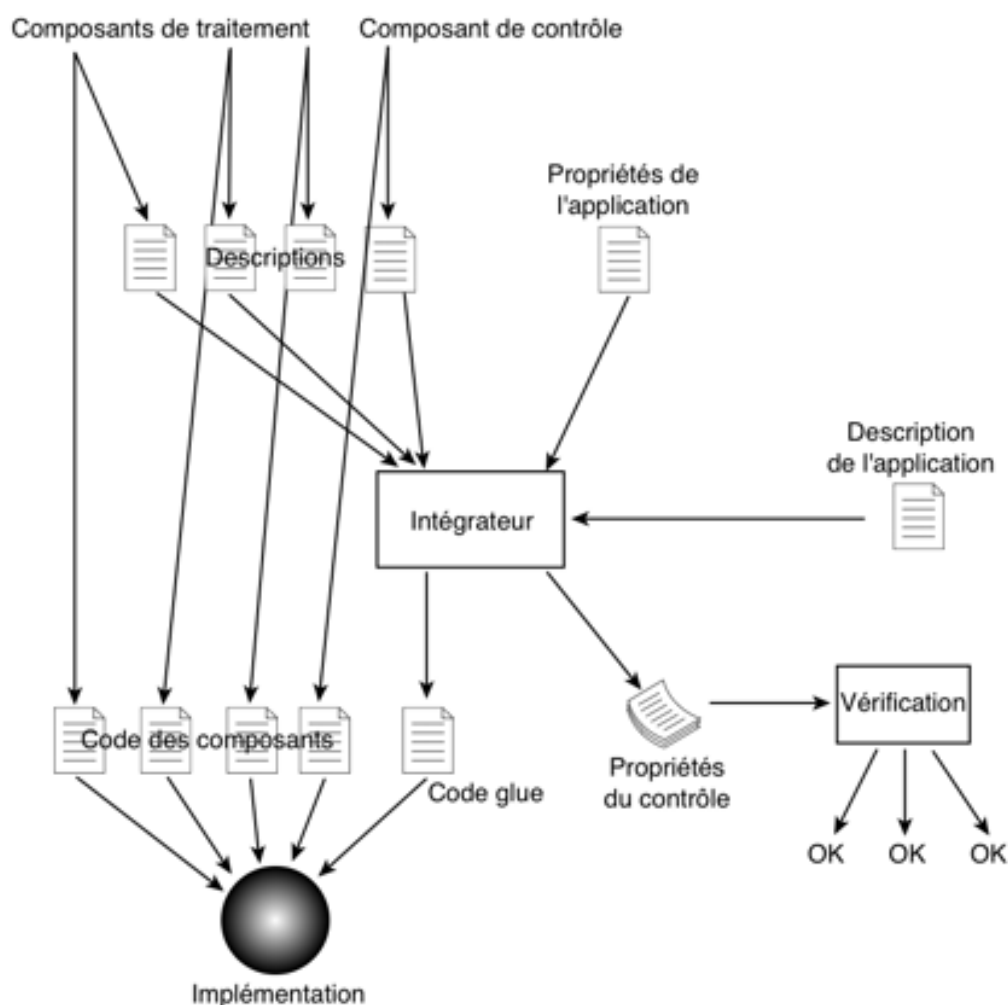 Composants de traitement
Composant de contrôle
Propriétés de
l'application
Descriptions
Description
de l'application
Intégrateur
Vérification
Code des composants
Code glue
Propriétés
du contrôle
OK
OK
OK
Implémentation